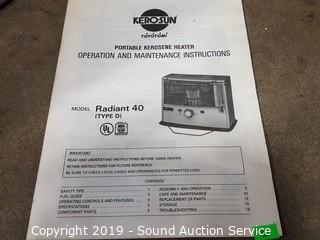 KEROSUN
TOYOTOMI
PORTABLE KEROSENE HEATER
OPERATION AND MAINTENANCE INSTRUCTIONS
MODEL Radiant 40
(TYPE D)
UL
IMPORTANT
READ AND UNDERSTAND INSTRUCTIONS BEFORE USING HEATER.
RETAIN INSTRUCTIONS FOR FUTURE REFERENCE.
BE SURE TO CHECK LOCAL CODES AND ORDINANCES FOR PERMITTED USES.
CONTENTS
SAFETY TIPS
FUEL GUIDE
OPERATING CONTROLS AND FEATURES
SPECIFICATIONS
COMPONENT PARTS
ASSEMBLY AND OPERATION
CARE AND MAINTENANCE
REPLACEMENT OF PARTS
STORAGE
TROUBLESHOOTING
Copyright 2019 - Sound Auction Service